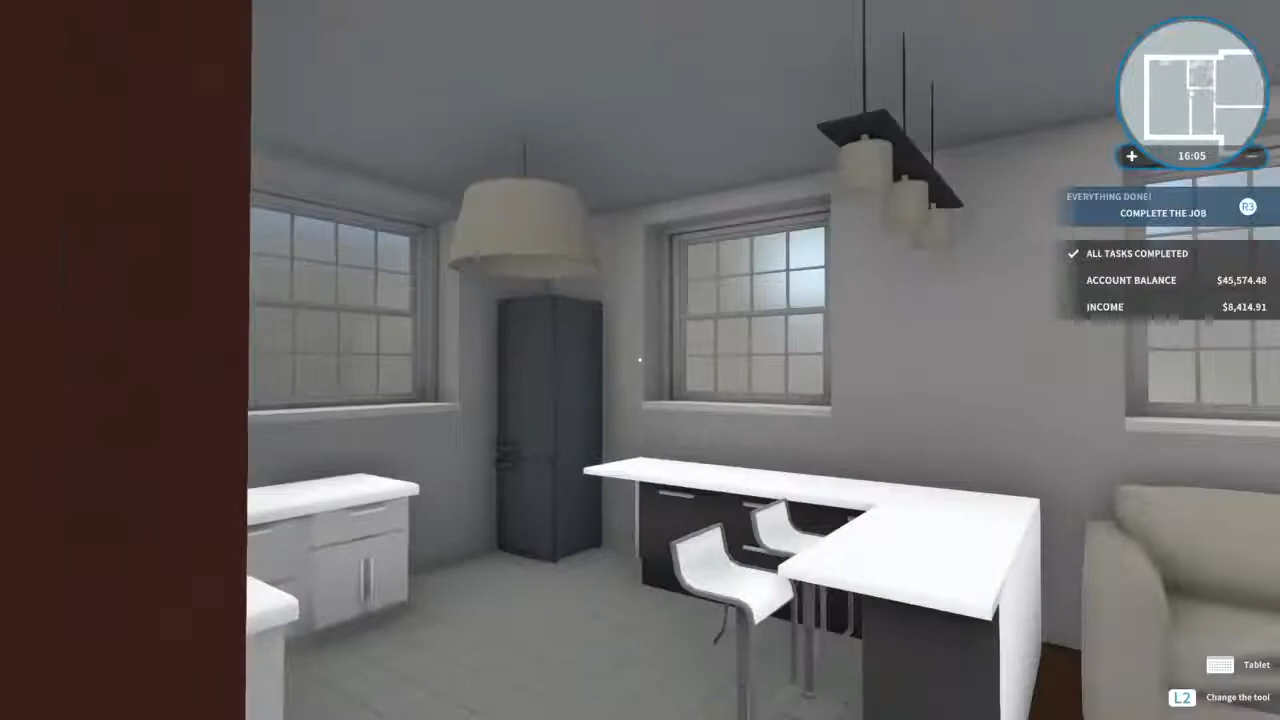 16:05
EVERYTHING DONE!
COMPLETE THE JOB
R3
ALL TASKS COMPLETED
ACCOUNT BALANCE $45,574.48
INCOME $8,414.91
Tablet
L2 Change the tool